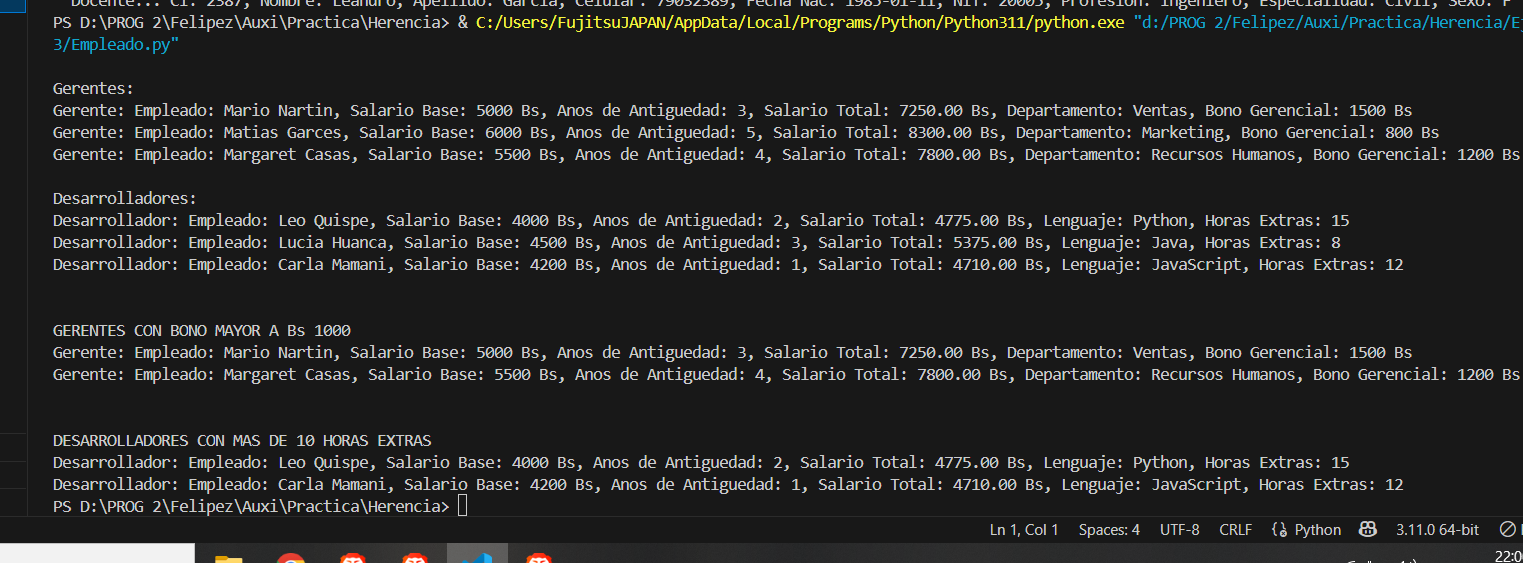 Docente... CI: 2387, Nombre: Leandro, Apellido: Garcia, Celular: 79052389, Fecha Nac: 1985-01-11, NIT: 20005, Profesion: Ingeniero, Especialidad: Civil, Sexo: F
PS D:\PROG 2\Felipez\Auxi\Practica\Herencia> & C:/Users/FujitsuJAPAN/AppData/Local/Programs/Python/Python311/python.exe "d:/PROG 2/Felipez/Auxi/Practica/Herencia/Ej
3/Empleado.py"
Gerentes:
Gerente: Empleado: Mario Nartin, Salario Base: 5000 Bs, Anos de Antiguedad: 3, Salario Total: 7250.00 Bs, Departamento: Ventas, Bono Gerencial: 1500 Bs
Gerente: Empleado: Matias Garces, Salario Base: 6000 Bs, Anos de Antiguedad: 5, Salario Total: 8300.00 Bs, Departamento: Marketing, Bono Gerencial: 800 Bs
Gerente: Empleado: Margaret Casas, Salario Base: 5500 Bs, Anos de Antiguedad: 4, Salario Total: 7800.00 Bs, Departamento: Recursos Humanos, Bono Gerencial: 1200 Bs
Desarrolladores:
Desarrollador: Empleado: Leo Quispe, Salario Base: 4000 Bs, Anos de Antiguedad: 2, Salario Total: 4775.00 Bs, Lenguaje: Python, Horas Extras: 15
Desarrollador: Empleado: Lucia Huanca, Salario Base: 4500 Bs, Anos de Antiguedad: 3, Salario Total: 5375.00 Bs, Lenguaje: Java, Horas Extras: 8
Desarrollador: Empleado: Carla Mamani, Salario Base: 4200 Bs, Anos de Antiguedad: 1, Salario Total: 4710.00 Bs, Lenguaje: JavaScript, Horas Extras: 12
GERENTES CON BONO MAYOR A Bs 1000
Gerente: Empleado: Mario Nartin, Salario Base: 5000 Bs, Anos de Antiguedad: 3, Salario Total: 7250.00 Bs, Departamento: Ventas, Bono Gerencial: 1500 Bs
Gerente: Empleado: Margaret Casas, Salario Base: 5500 Bs, Anos de Antiguedad: 4, Salario Total: 7800.00 Bs, Departamento: Recursos Humanos, Bono Gerencial: 1200 Bs
DESARROLLADORES CON MAS DE 10 HORAS EXTRAS
Desarrollador: Empleado: Leo Quispe, Salario Base: 4000 Bs, Anos de Antiguedad: 2, Salario Total: 4775.00 Bs, Lenguaje: Python, Horas Extras: 15
Desarrollador: Empleado: Carla Mamani, Salario Base: 4200 Bs, Anos de Antiguedad: 1, Salario Total: 4710.00 Bs, Lenguaje: JavaScript, Horas Extras: 12
PS D:\PROG 2\Felipez\Auxi\Practica\Herencia>
Ln 1, Col 1 Spaces: 4 UTF-8 CRLF Python 3.11.0 64-bit